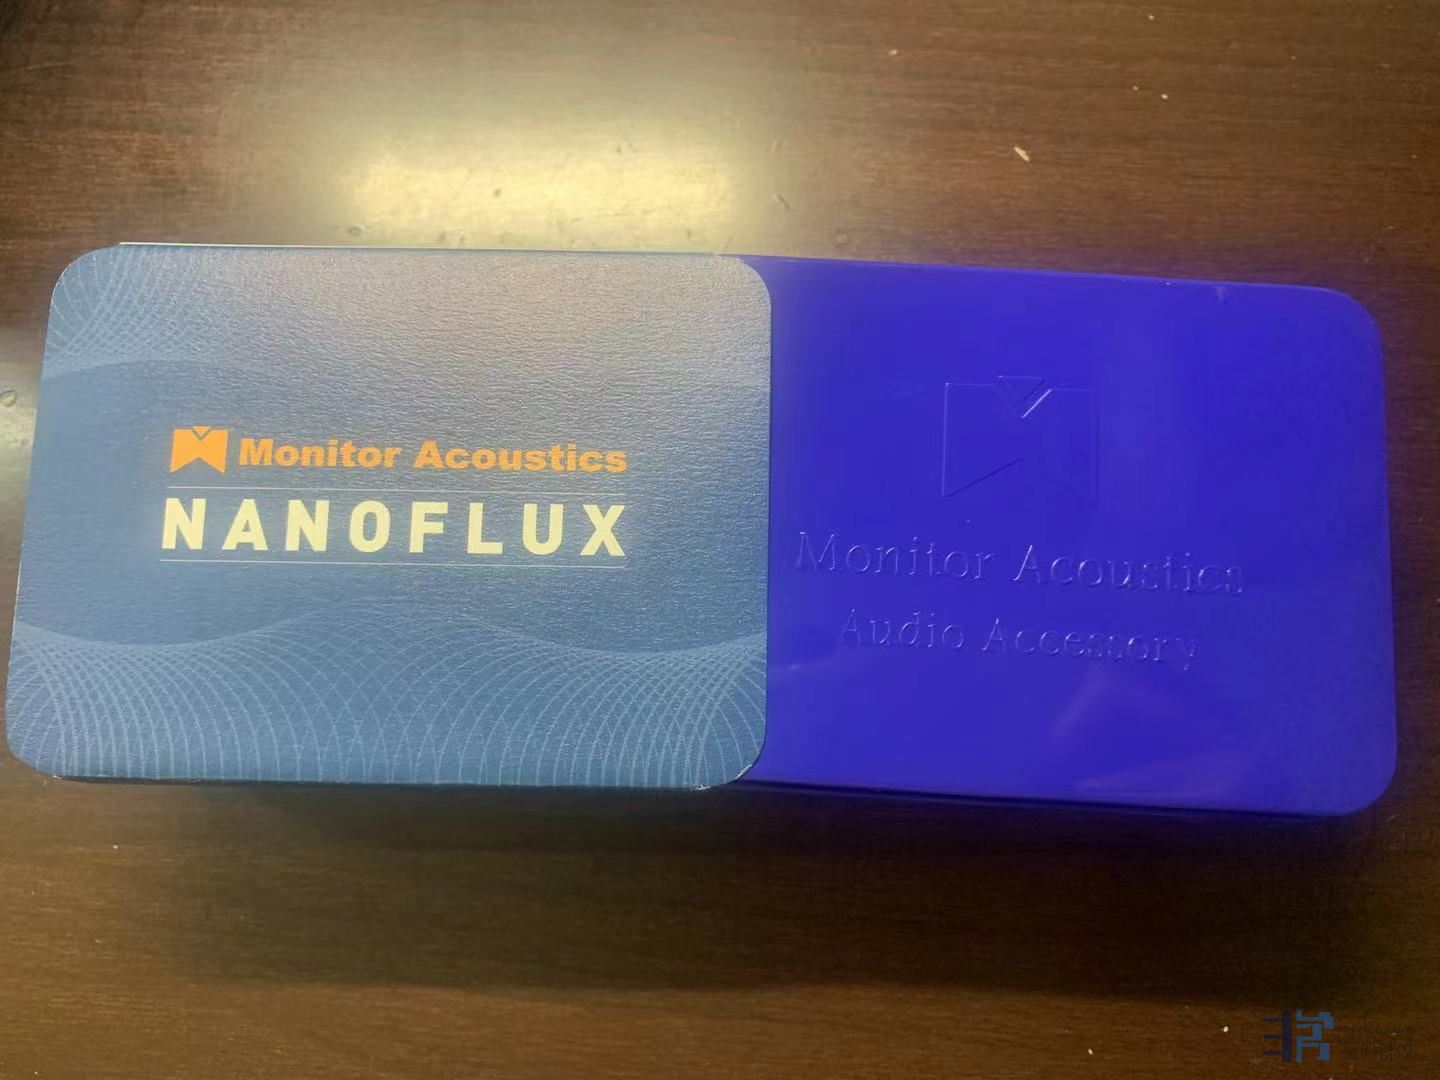 Monitor Acoustics
NANOFLUX
Monitor Acoustics
Audio Accessory